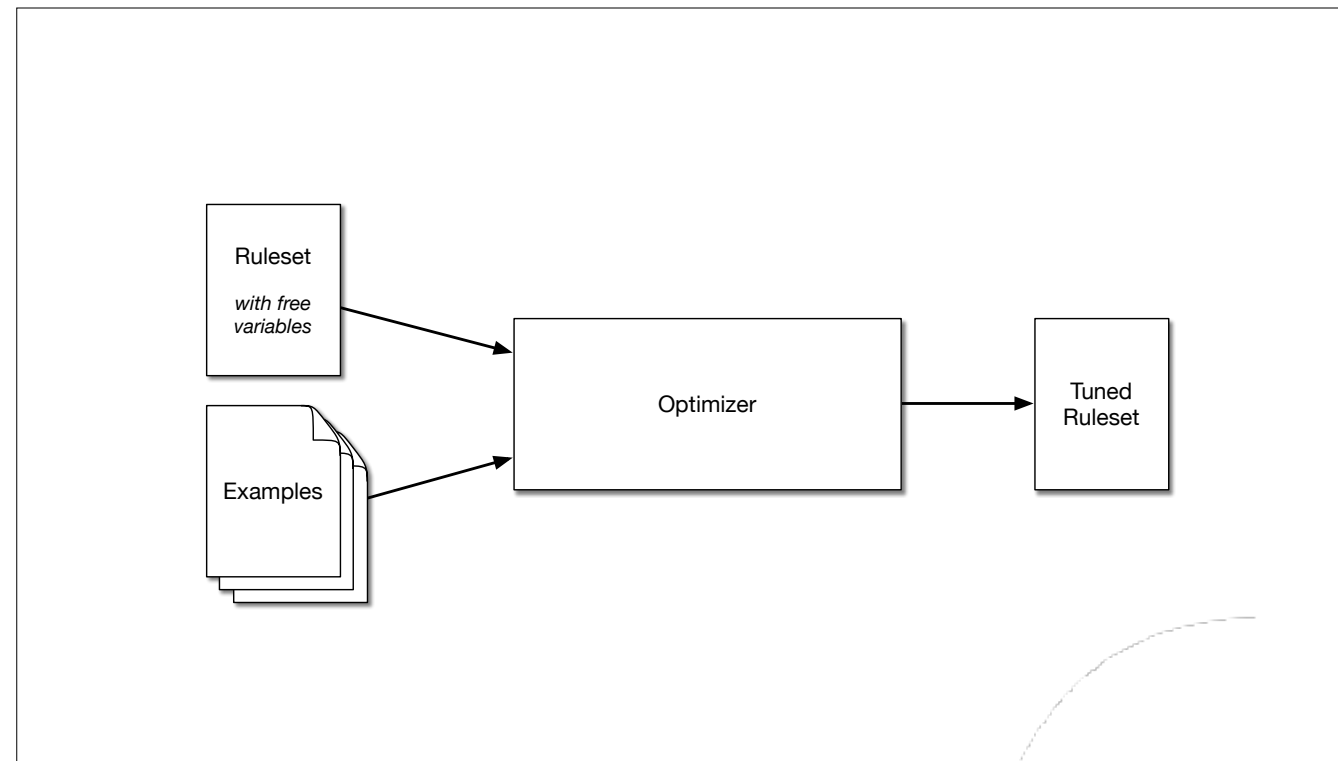 Ruleset
with free
variables
Examples
Optimizer
Tuned
Ruleset